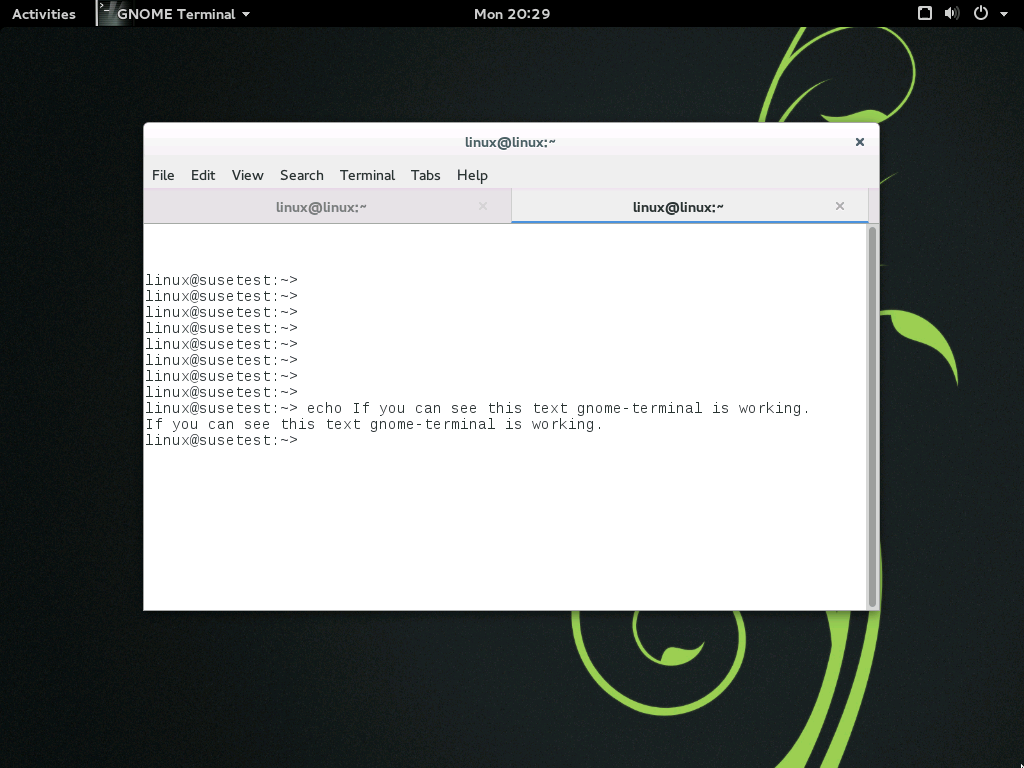 Activities GNOME Terminal Mon 20:29
linux@linux:~
File Edit View Search Terminal Tabs Help
linux@linux:~ linux@linux:~
linux@susetest:~>
linux@susetest:~>
linux@susetest:~>
linux@susetest:~>
linux@susetest:~>
linux@susetest:~>
linux@susetest:~>
linux@susetest:~>
linux@susetest:~> echo If you can see this text gnome-terminal is working.
If you can see this text gnome-terminal is working.
linux@susetest:~>